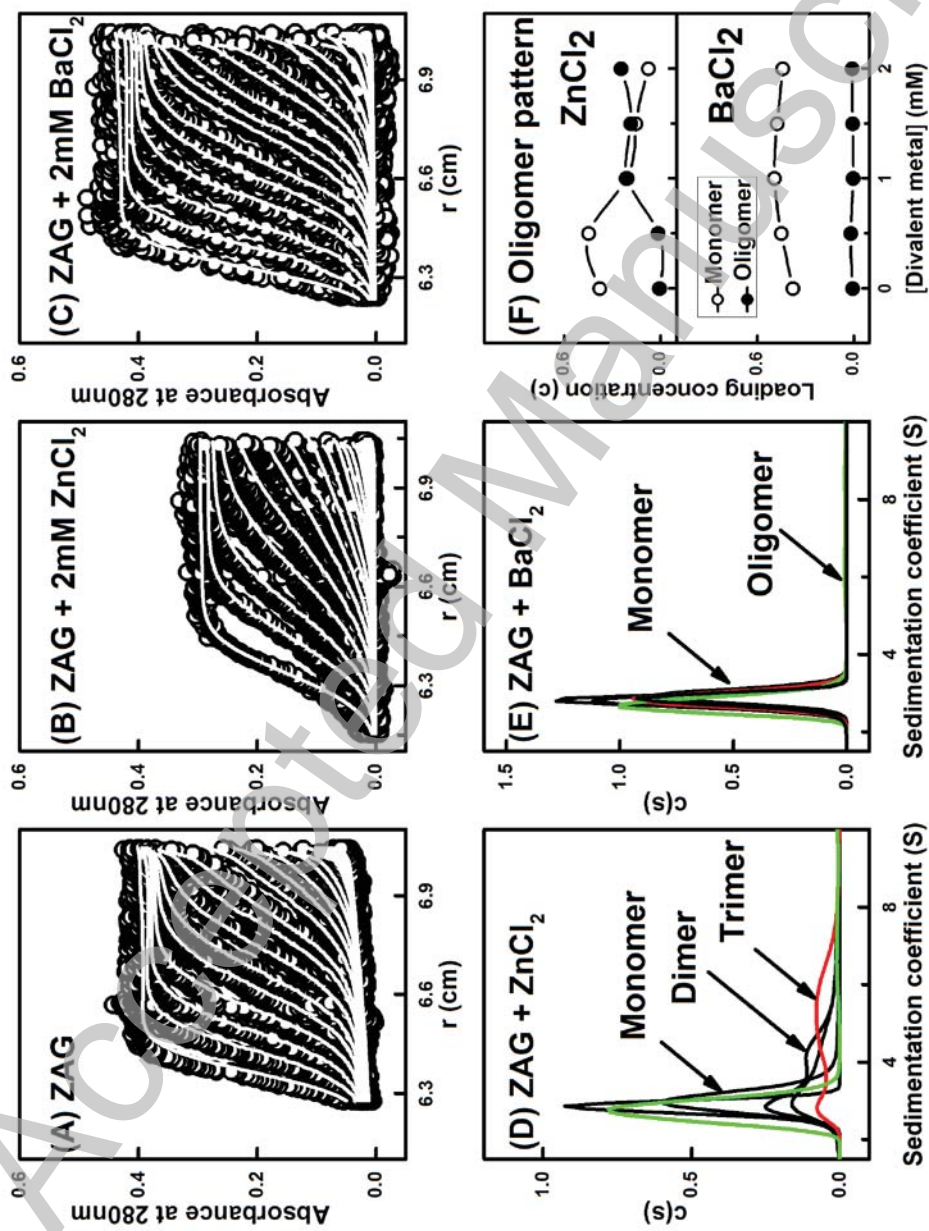 (A) ZAG
Absorbance at 280nm
0.6
0.4
0.2
0.0
6.3
6.6
6.9
r (cm)
(B) ZAG + 2mM ZnCl2
Absorbance at 280nm
0.6
0.4
0.2
0.0
6.3
6.6
6.9
r (cm)
(C) ZAG + 2mM BaCl2
Absorbance at 280nm
0.6
0.4
0.2
0.0
6.3
6.6
6.9
r (cm)
(D) ZAG + ZnCl2
c(s)
1.0
0.5
0.0
Monomer
Dimer
Trimer
4
8
Sedimentation coefficient (S)
(E) ZAG + BaCl2
c(s)
1.5
1.0
0.5
0.0
Monomer
Oligomer
4
8
Sedimentation coefficient (S)
(F) Oligomer pattern
ZnCl2
Loading concentration (c)
0.6
0.0
0.6
0.0
Monomer
Oligomer
BaCl2
0
1
2
[Divalent metal] (mM)
Accepted Manusc